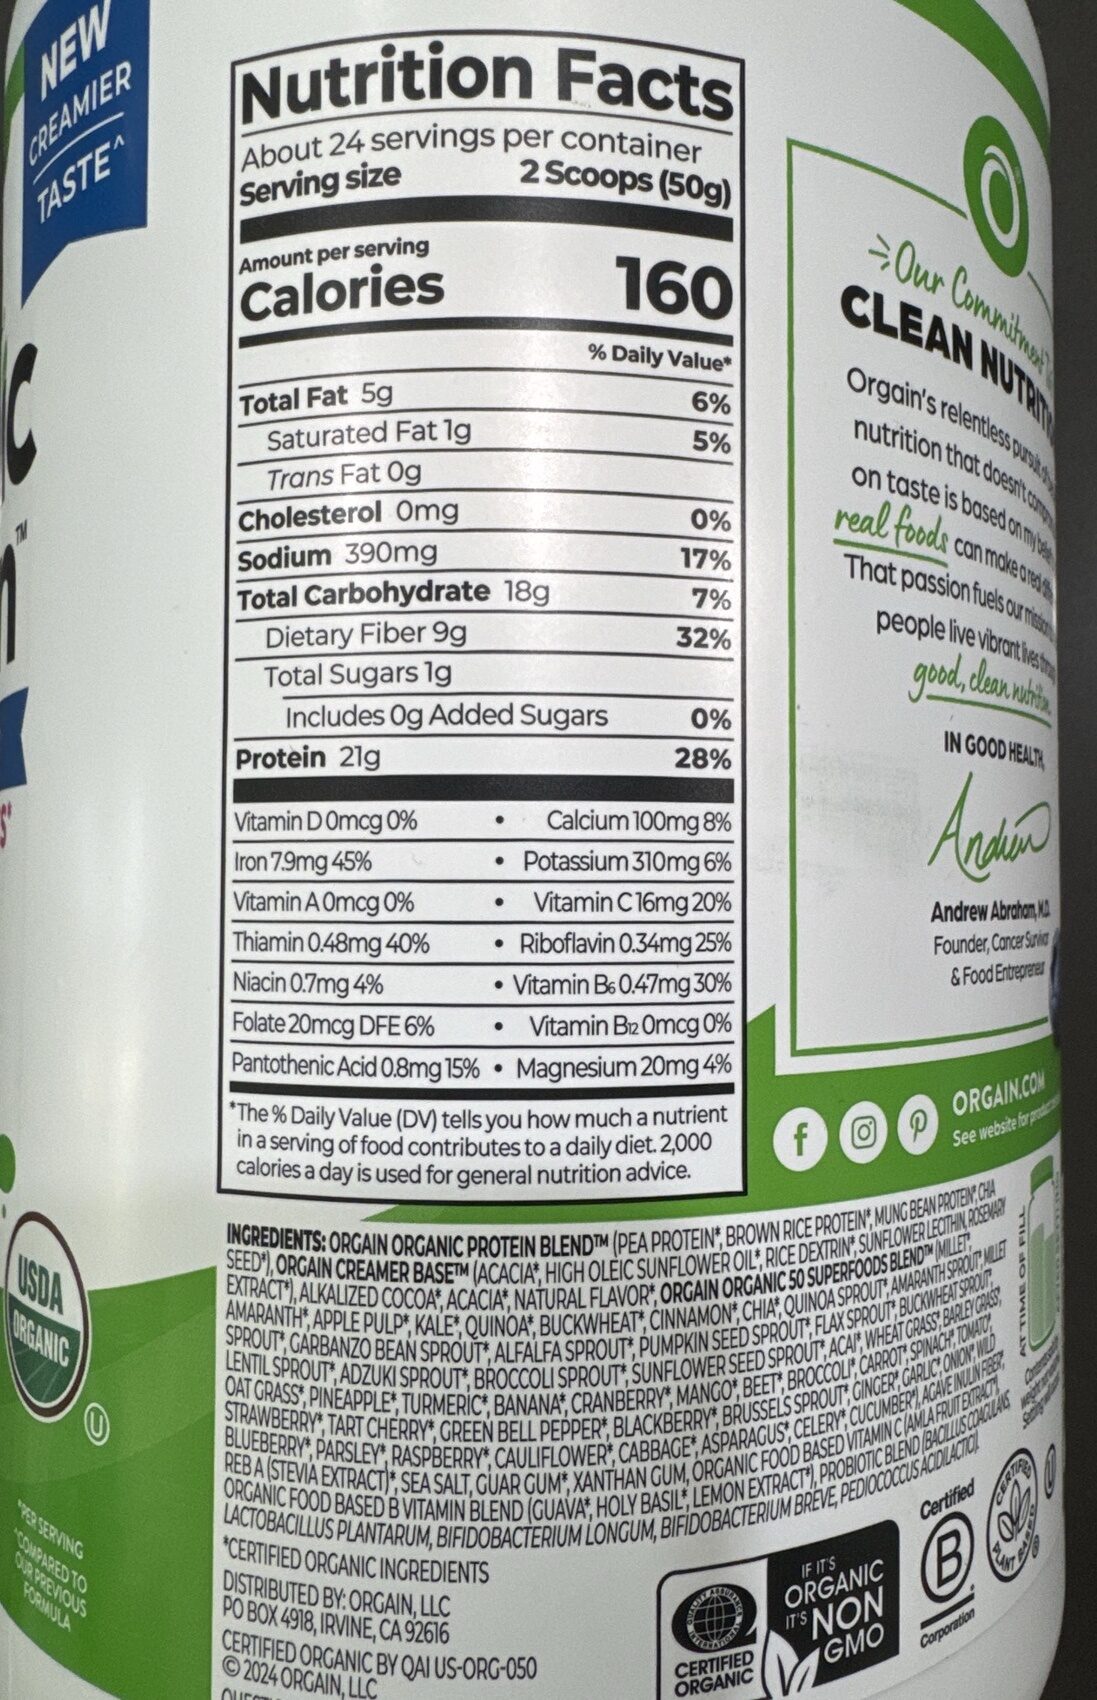 NEW
CREAMIER
TASTE^
TM
Nutrition Facts
About 24 servings per container
Serving size 2 Scoops (50g)
Amount per serving
Calories 160
% Daily Value*
Total Fat 5g 6%
Saturated Fat 1g 5%
Trans Fat 0g
Cholesterol 0mg 0%
Sodium 390mg 17%
Total Carbohydrate 18g 7%
Dietary Fiber 9g 32%
Total Sugars 1g
Includes 0g Added Sugars 0%
Protein 21g 28%
Vitamin D 0mcg 0% • Calcium 100mg 8%
Iron 7.9mg 45% • Potassium 310mg 6%
Vitamin A 0mcg 0% • Vitamin C 16mg 20%
Thiamin 0.48mg 40% • Riboflavin 0.34mg 25%
Niacin 0.7mg 4% • Vitamin B6 0.47mg 30%
Folate 20mcg DFE 6% • Vitamin B12 0mcg 0%
Pantothenic Acid 0.8mg 15% • Magnesium 20mg 4%
*The % Daily Value (DV) tells you how much a nutrient
in a serving of food contributes to a daily diet. 2,000
calories a day is used for general nutrition advice.
INGREDIENTS: ORGAIN ORGANIC PROTEIN BLEND™ (PEA PROTEIN*, BROWN RICE PROTEIN*, MUNG BEAN PROTEIN*, CHIA
SEED*), ORGAIN CREAMER BASE™ (ACACIA*, HIGH OLEIC SUNFLOWER OIL*, RICE DEXTRIN*, SUNFLOWER LECITHIN, ROSEMARY
EXTRACT*), ALKALIZED COCOA*, ACACIA*, NATURAL FLAVOR*, ORGAIN ORGANIC 50 SUPERFOODS BLEND™ (MILLET*,
AMARANTH*, APPLE PULP*, KALE*, QUINOA*, BUCKWHEAT*, CINNAMON*, CHIA*, QUINOA SPROUT*, AMARANTH SPROUT*, MILLET
SPROUT*, GARBANZO BEAN SPROUT*, ALFALFA SPROUT*, PUMPKIN SEED SPROUT*, FLAX SPROUT*, BUCKWHEAT SPROUT*,
LENTIL SPROUT*, ADZUKI SPROUT*, BROCCOLI SPROUT*, SUNFLOWER SEED SPROUT*, ACAI*, WHEAT GRASS*, BARLEY GRASS*,
OAT GRASS*, PINEAPPLE*, TURMERIC*, BANANA*, CRANBERRY*, MANGO*, BEET*, BROCCOLI*, CARROT*, SPINACH*, TOMATO*,
STRAWBERRY*, TART CHERRY*, GREEN BELL PEPPER*, BLACKBERRY*, BRUSSELS SPROUT*, GINGER*, GARLIC*, ONION*, WILD
BLUEBERRY*, PARSLEY*, RASPBERRY*, CAULIFLOWER*, CABBAGE*, ASPARAGUS*, CELERY*, CUCUMBER*), AGAVE INULIN FIBER*,
REB A (STEVIA EXTRACT)*, SEA SALT, GUAR GUM*, XANTHAN GUM, ORGANIC FOOD BASED VITAMIN C (AMLA FRUIT EXTRACT*),
ORGANIC FOOD BASED B VITAMIN BLEND (GUAVA*, HOLY BASIL*, LEMON EXTRACT*), PROBIOTIC BLEND (BACILLUS COAGULANS,
LACTOBACILLUS PLANTARUM, BIFIDOBACTERIUM LONGUM, BIFIDOBACTERIUM BREVE, PEDIOCOCCUS ACIDILACTICI).
*CERTIFIED ORGANIC INGREDIENTS
DISTRIBUTED BY: ORGAIN, LLC
PO BOX 4918, IRVINE, CA 92616
CERTIFIED ORGANIC BY QAI US-ORG-050
© 2024 ORGAIN, LLC
Our Commitment
CLEAN
Orgain's relentless pursuit
nutrition that doesn't
on taste is based on my
real foods can make a real
That passion fuels our mission
people live vibrant lives
good, clean nutrition.
IN GOOD HEALTH,
Andrew
Andrew Abraham, M.D.
Founder, Cancer Survivor
& Food Entrepreneur
ORGAIN.COM
See website for
AT TIME OF FILL
USDA
ORGANIC
U
*PER SERVING
^COMPARED TO
OUR PREVIOUS
FORMULA
QUALITY ASSURANCE
INTERNATIONAL
CERTIFIED
ORGANIC
IF IT'S
ORGANIC
IT'S NON
GMO
Certified
B
Corporation
CERTIFIED
PLANT BASED
U